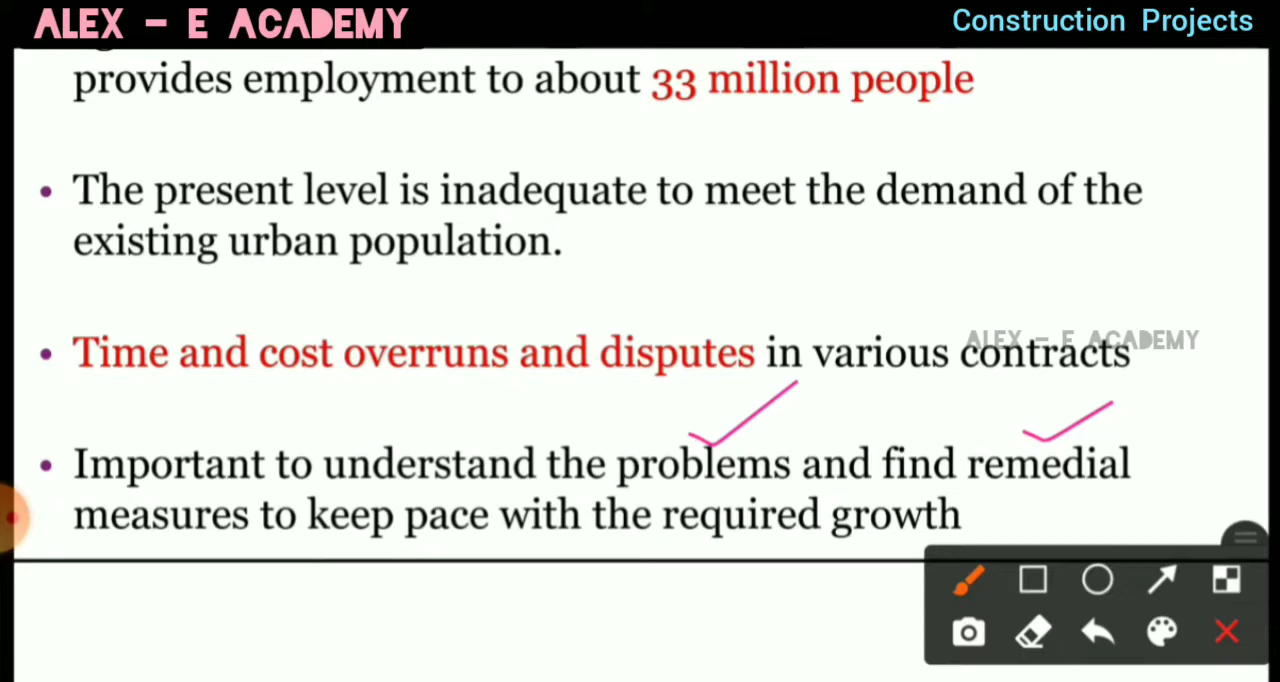 ALEX - E ACADEMY
Construction Projects
provides employment to about 33 million people
• The present level is inadequate to meet the demand of the
existing urban population.
• Time and cost overruns and disputes in various contracts
ALEX - E ACADEMY
• Important to understand the problems and find remedial
measures to keep pace with the required growth